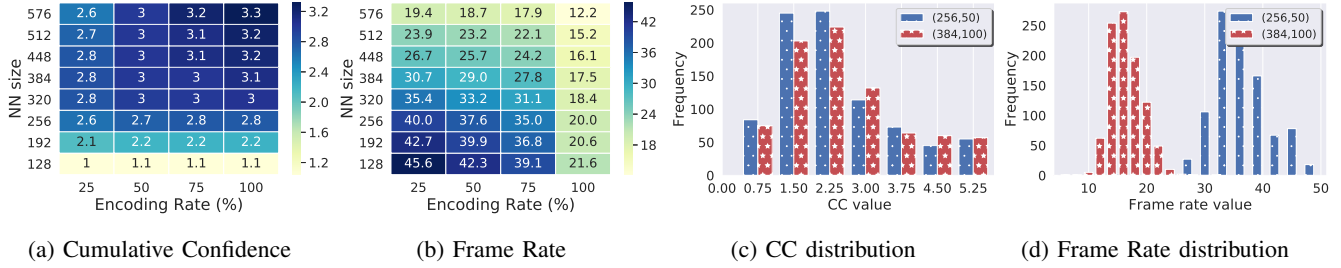 576 2.6 3 3.2 3.3
512 2.7 3 3.1 3.2
448 2.8 3 3.1 3.2
384 2.8 3 3 3.1
320 2.8 3 3 3
256 2.6 2.7 2.8 2.8
192 2.1 2.2 2.2 2.2
128 1 1.1 1.1 1.1
NN size
25 50 75 100
Encoding Rate (%)
3.2
2.8
2.4
2.0
1.6
1.2
(a) Cumulative Confidence
576 19.4 18.7 17.9 12.2
512 23.9 23.2 22.1 15.2
448 26.7 25.7 24.2 16.1
384 30.7 29.0 27.8 17.5
320 35.4 33.2 31.1 18.4
256 40.0 37.6 35.0 20.0
192 42.7 39.9 36.8 20.6
128 45.6 42.3 39.1 21.6
NN size
25 50 75 100
Encoding Rate (%)
42
36
30
24
18
(b) Frame Rate
(256,50)
(384,100)
250
200
150
100
50
0
Frequency
0.00 0.75 1.50 2.25 3.00 3.75 4.50 5.25
CC value
(c) CC distribution
(256,50)
(384,100)
250
200
150
100
50
0
Frequency
10 20 30 40 50
Frame rate value
(d) Frame Rate distribution